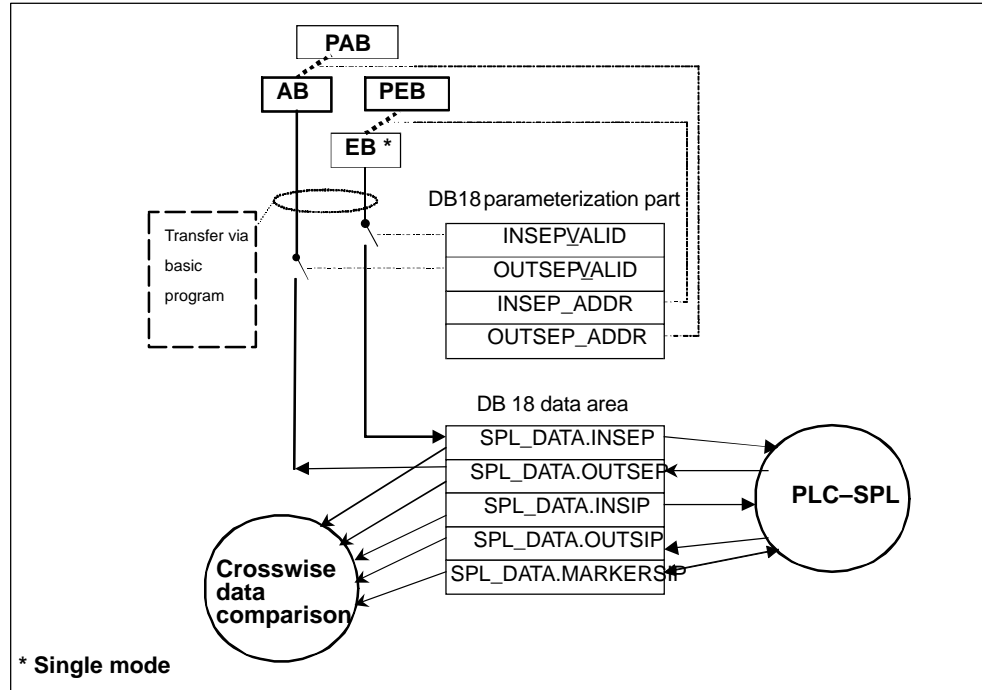 PAB
AB
PEB
EB *
DB18 parameterization part
Transfer via
basic
program
INSEPVALID
OUTSEPVALID
INSEP_ADDR
OUTSEP_ADDR
DB 18 data area
SPL_DATA.INSEP
SPL_DATA.OUTSEP
SPL_DATA.INSIP
SPL_DATA.OUTSIP
SPL_DATA.MARKERSIP
PLC–SPL
Crosswise
data
comparison
* Single mode